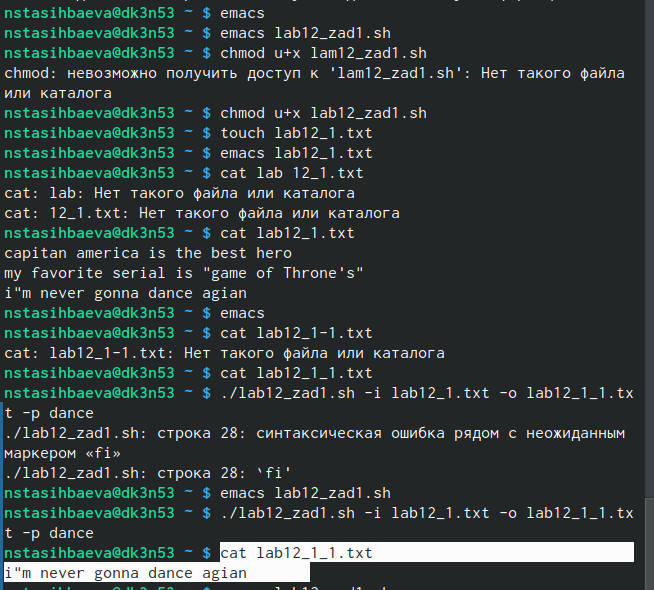 nstasihbaeva@dk3n53 ~ $ emacs
nstasihbaeva@dk3n53 ~ $ emacs lab12_zad1.sh
nstasihbaeva@dk3n53 ~ $ chmod u+x lam12_zad1.sh
chmod: невозможно получить доступ к 'lam12_zad1.sh': Нет такого файла
или каталога
nstasihbaeva@dk3n53 ~ $ chmod u+x lab12_zad1.sh
nstasihbaeva@dk3n53 ~ $ touch lab12_1.txt
nstasihbaeva@dk3n53 ~ $ emacs lab12_1.txt
nstasihbaeva@dk3n53 ~ $ cat lab 12_1.txt
cat: lab: Нет такого файла или каталога
cat: 12_1.txt: Нет такого файла или каталога
nstasihbaeva@dk3n53 ~ $ cat lab12_1.txt
capitan america is the best hero
my favorite serial is "game of Throne's"
i"m never gonna dance agian
nstasihbaeva@dk3n53 ~ $ emacs
nstasihbaeva@dk3n53 ~ $ cat lab12_1-1.txt
cat: lab12_1-1.txt: Нет такого файла или каталога
nstasihbaeva@dk3n53 ~ $ cat lab12_1_1.txt
nstasihbaeva@dk3n53 ~ $ ./lab12_zad1.sh -i lab12_1.txt -o lab12_1_1.tx
t -p dance
./lab12_zad1.sh: строка 28: синтаксическая ошибка рядом с неожиданным
маркером «fi»
./lab12_zad1.sh: строка 28: `fi'
nstasihbaeva@dk3n53 ~ $ emacs lab12_zad1.sh
nstasihbaeva@dk3n53 ~ $ ./lab12_zad1.sh -i lab12_1.txt -o lab12_1_1.tx
t -p dance
nstasihbaeva@dk3n53 ~ $ cat lab12_1_1.txt
i"m never gonna dance agian